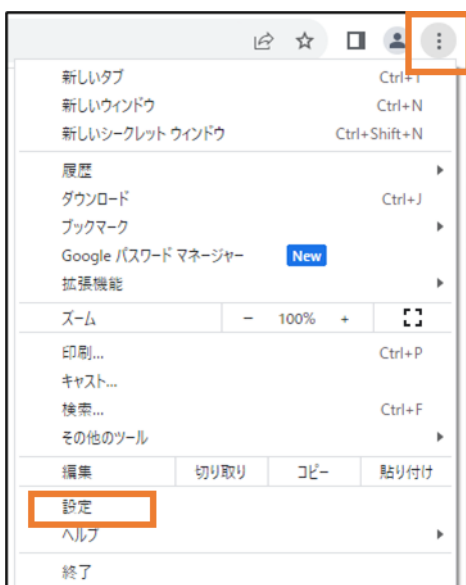 新しいタブ Ctrl+T
新しいウィンドウ Ctrl+N
新しいシークレット ウィンドウ Ctrl+Shift+N
履歴
ダウンロード Ctrl+J
ブックマーク
Google パスワード マネージャー New
拡張機能
ズーム − 100% +
印刷... Ctrl+P
キャスト...
検索... Ctrl+F
その他のツール
編集 切り取り コピー 貼り付け
設定
ヘルプ
終了